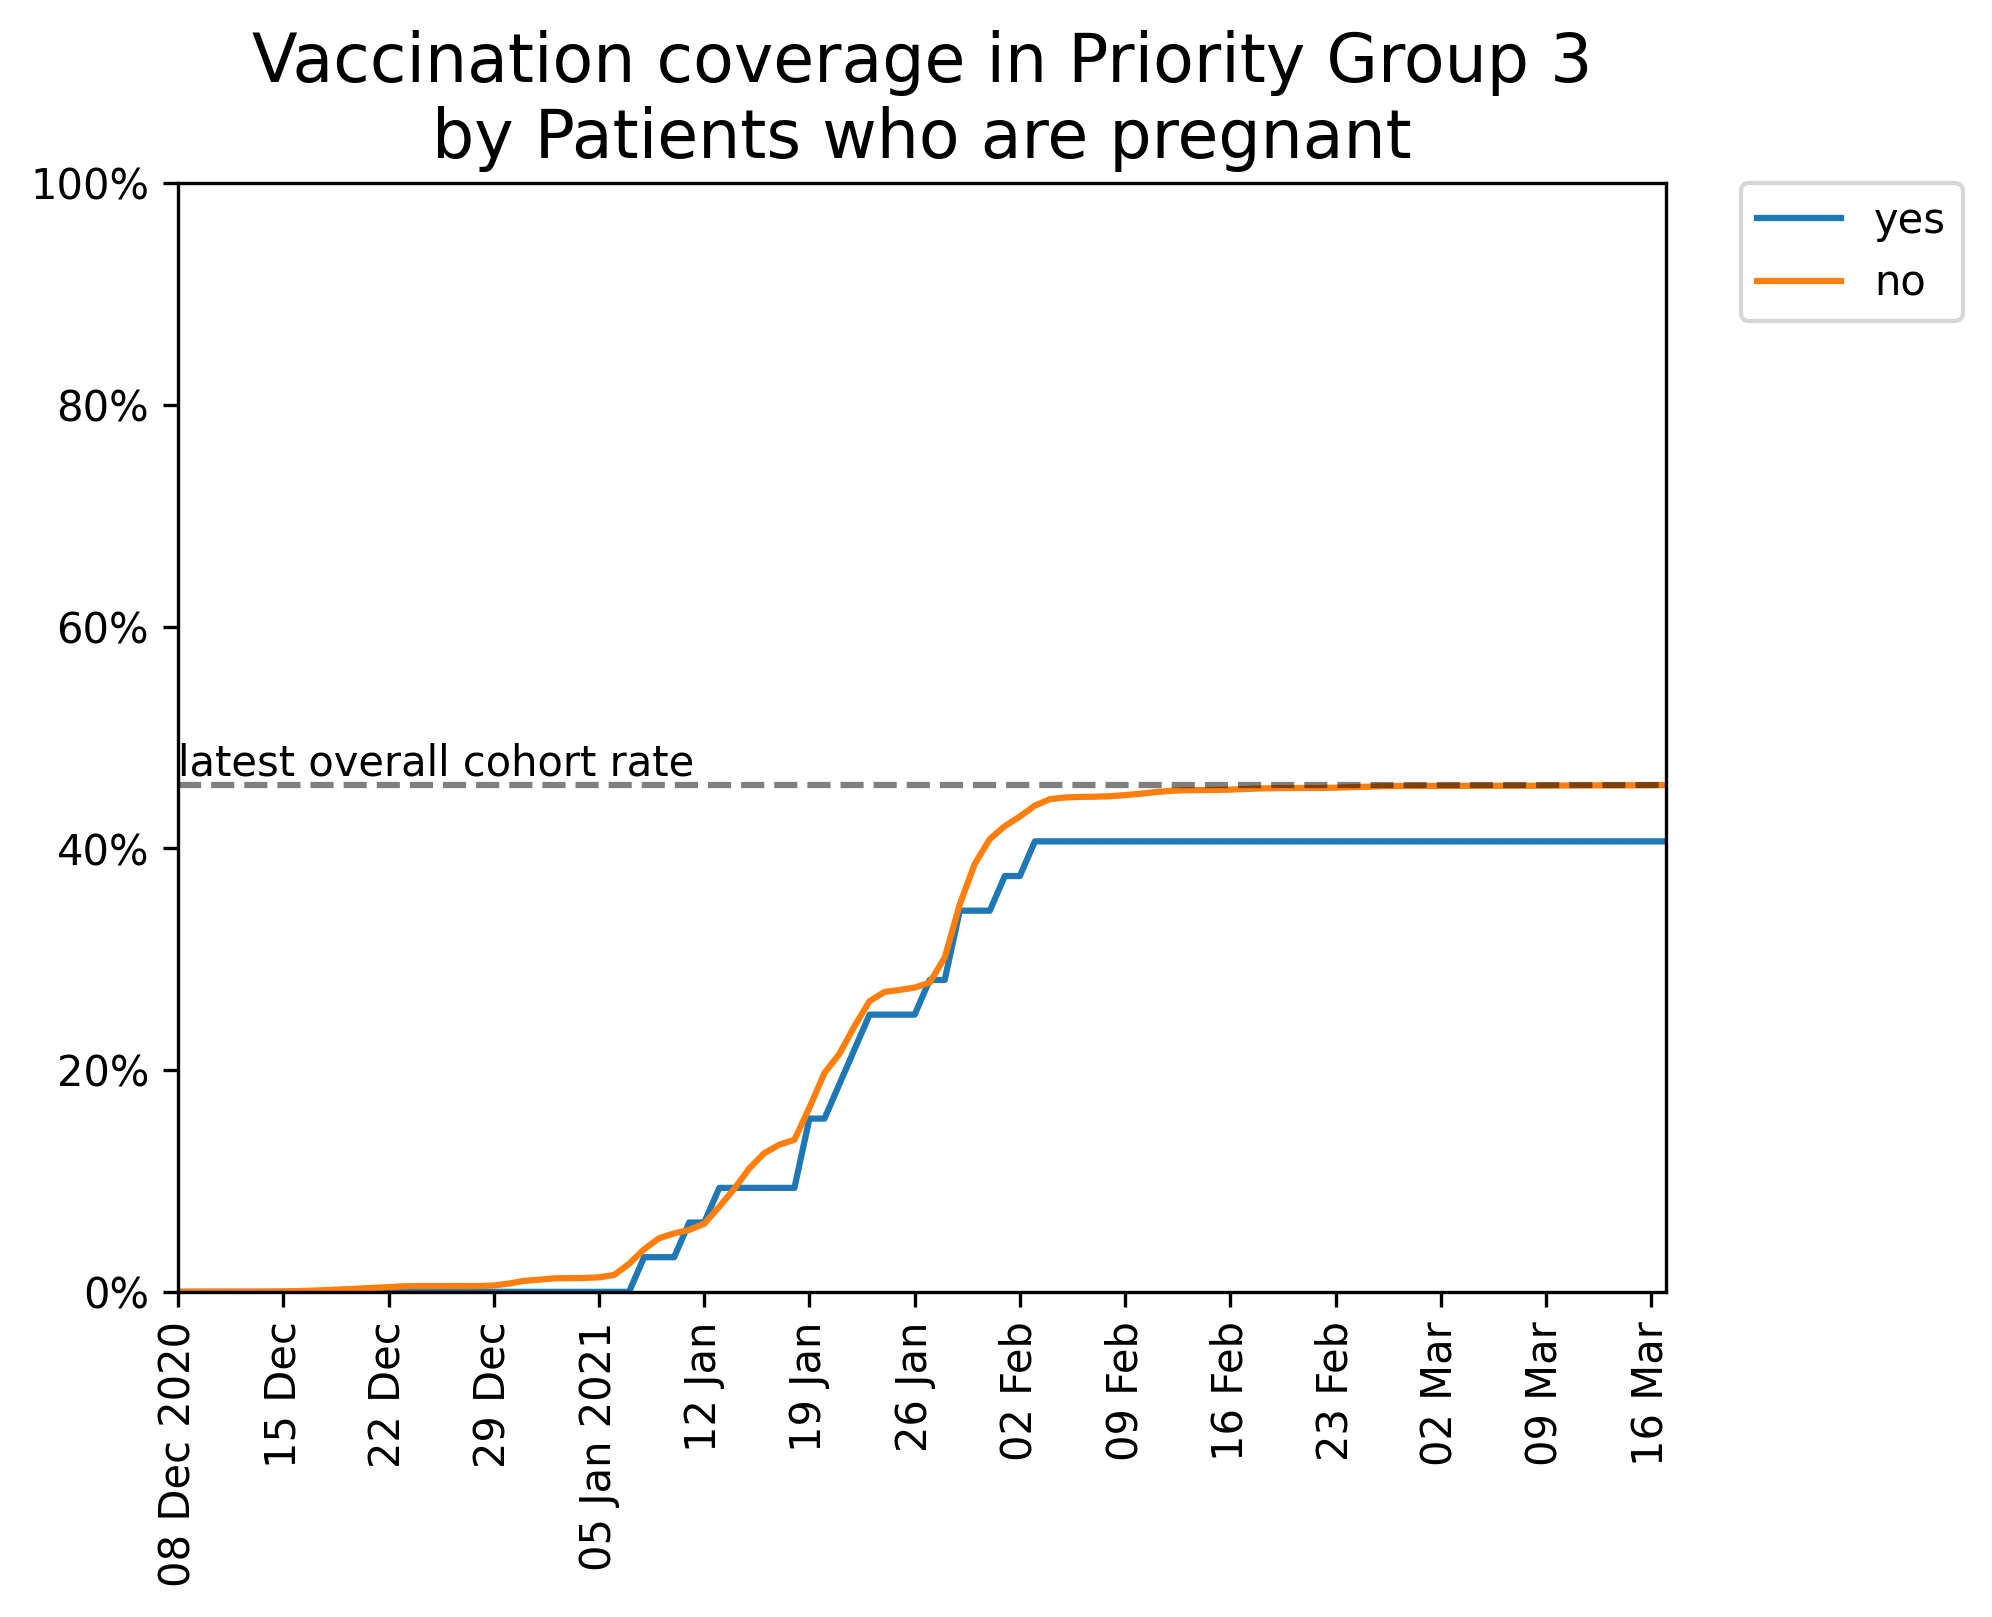 Vaccination coverage in Priority Group 3
by Patients who are pregnant
100%
80%
60%
40%
20%
0%
latest overall cohort rate
yes
no
08 Dec 2020
15 Dec
22 Dec
29 Dec
05 Jan 2021
12 Jan
19 Jan
26 Jan
02 Feb
09 Feb
16 Feb
23 Feb
02 Mar
09 Mar
16 Mar